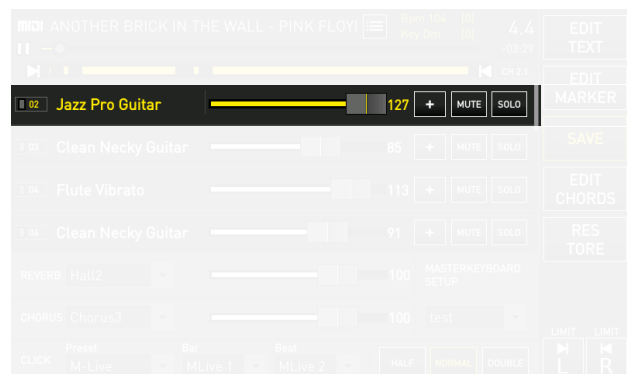 MIDI ANOTHER BRICK IN THE WALL - PINK FLOYI Bpm 104 [0] 4.4
Key Dm [0]
-03:27
CH 2.1
02 Jazz Pro Guitar 127 + MUTE SOLO
03 Clean Necky Guitar 85 + MUTE SOLO
04 Flute Vibrato 113 + MUTE SOLO
Clean Necky Guitar 91 + MUTE SOLO
REVERB Hall2 100 MASTERKEYBOARD
SETUP
CHORUS Chorus3 100 test
Preset Bar Beat
CLICK M-Live MLive 1 MLive 2 HALF NORMAL DOUBLE
EDIT
TEXT
EDIT
MARKER
SAVE
EDIT
CHORDS
RES
TORE
LIMIT LIMIT
L R